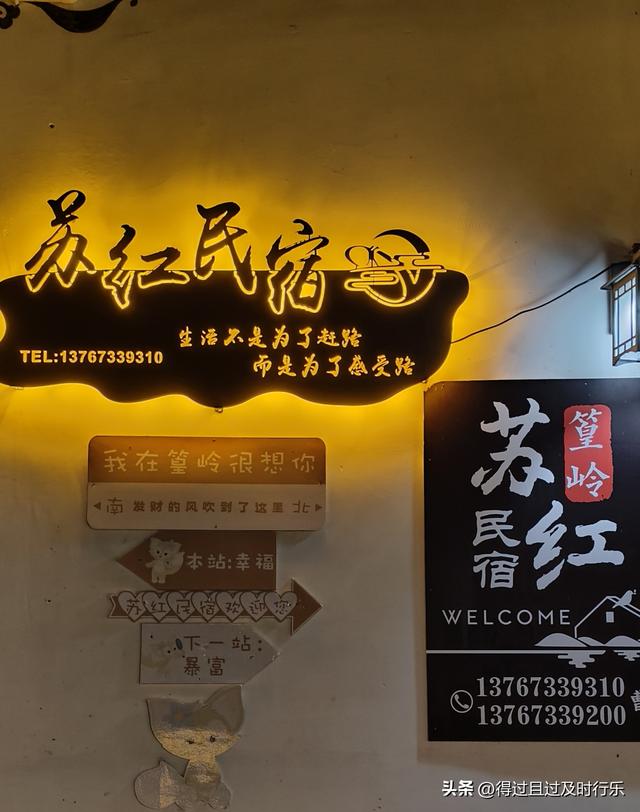 苏红民宿
生活不是为了赶路
TEL:13767339310
而是为了感受路
我在篁岭很想你
南 发财的风吹到了这里 北
本站:幸福
苏红民宿欢迎您
下一站:
暴富
篁岭
苏红
民宿
WELCOME
13767339310
13767339200
头条 @得过且过及时行乐